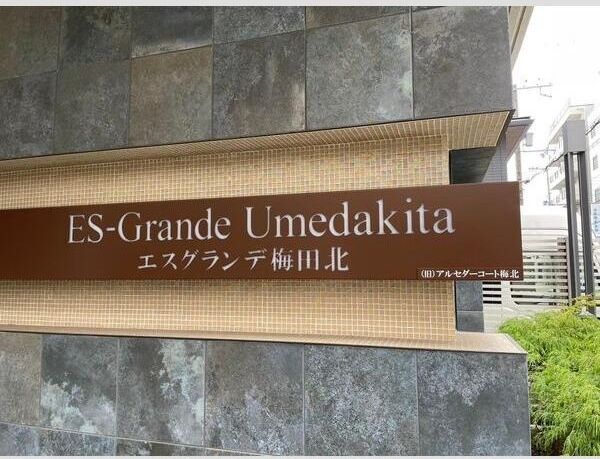 ES-Grande Umedakita
エスグランデ梅田北
(旧)アルセダーコート梅北